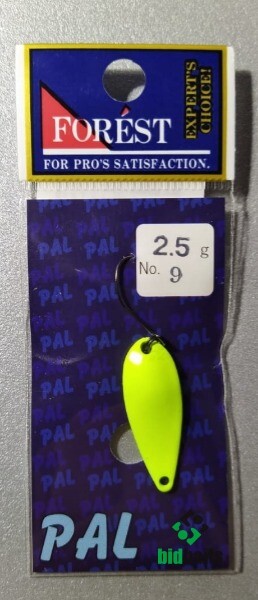 FORÉST
EXPERT'S
CHOICE!
FOR PRO'S SATISFACTION.
2.5 g
No. 9
PAL
bid